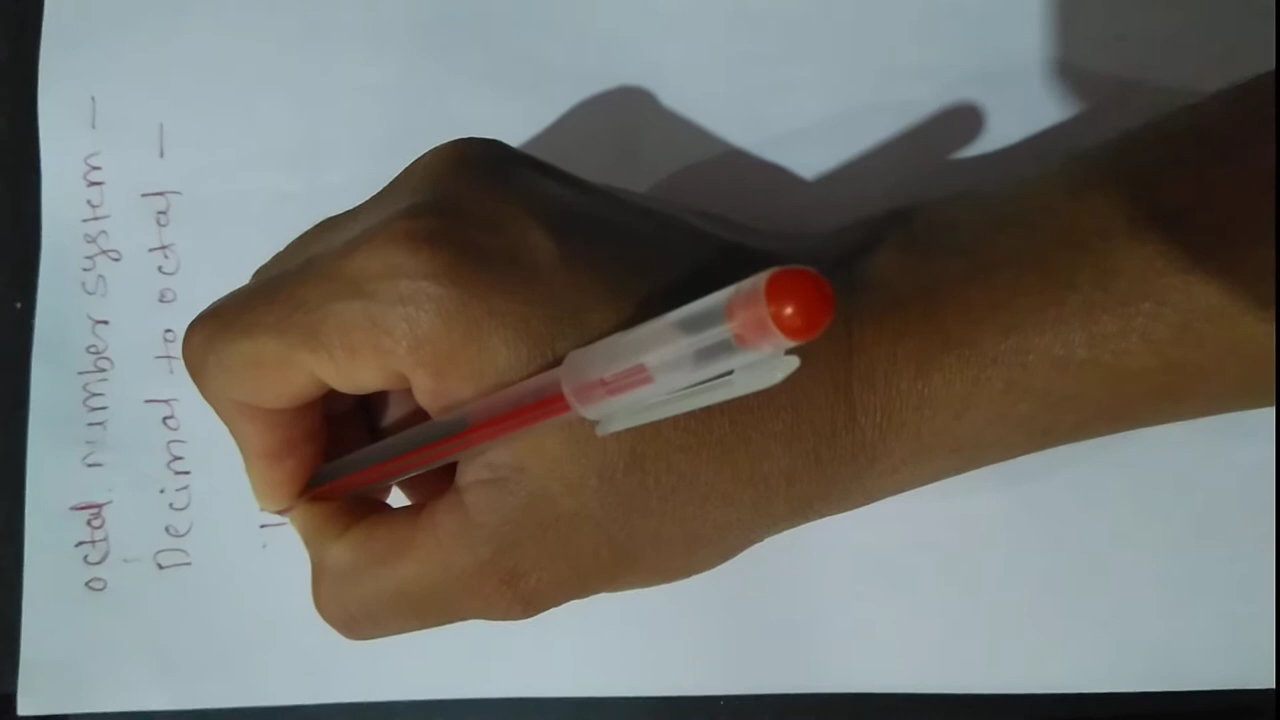 octal number system —
Decimal to octal —